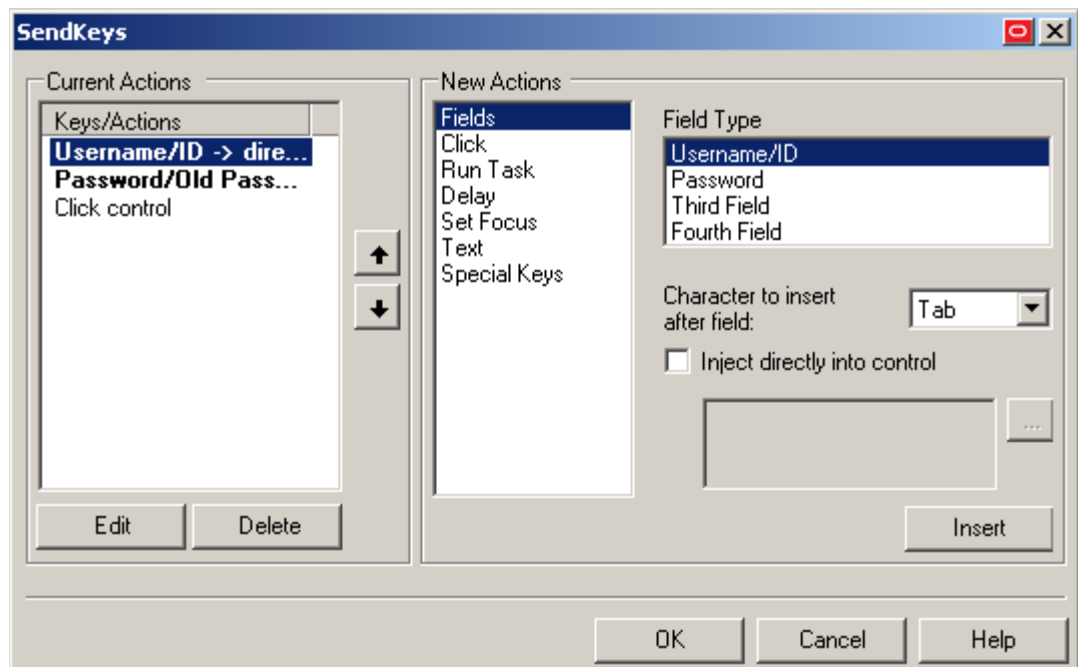 SendKeys
Current Actions
Keys/Actions
Username/ID -> dire...
Password/Old Pass...
Click control
Edit
Delete
New Actions
Fields
Click
Run Task
Delay
Set Focus
Text
Special Keys
Field Type
Username/ID
Password
Third Field
Fourth Field
Character to insert
after field:
Tab
Inject directly into control
...
Insert
OK
Cancel
Help